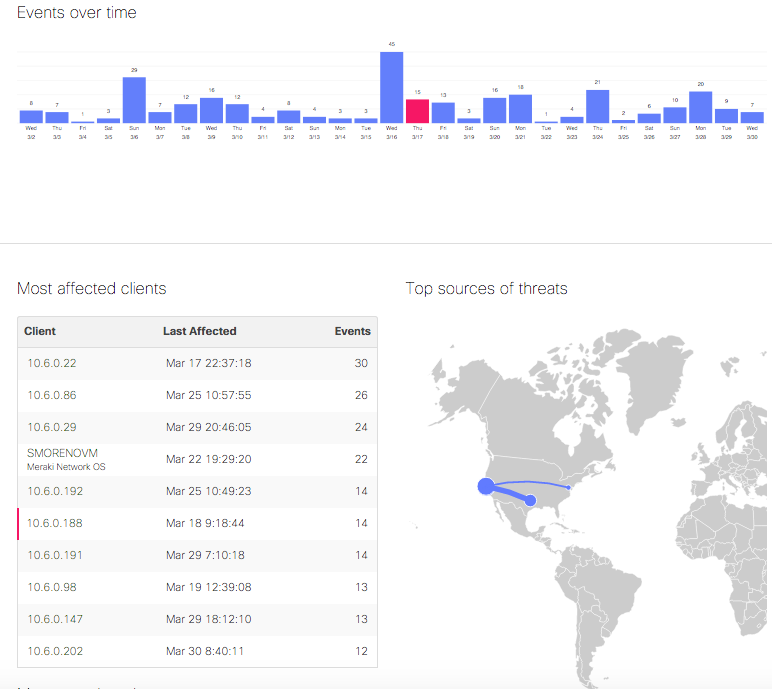 Events over time
8 7 1 3 29 7 12 16 12 4 8 4 3 3 45 15 13 3 16 18 1 4 21 2 6 10 20 9 7
Wed Thu Fri Sat Sun Mon Tue Wed Thu Fri Sat Sun Mon Tue Wed Thu Fri Sat Sun Mon Tue Wed Thu Fri Sat Sun Mon Tue Wed
3/2 3/3 3/4 3/5 3/6 3/7 3/8 3/9 3/10 3/11 3/12 3/13 3/14 3/15 3/16 3/17 3/18 3/19 3/20 3/21 3/22 3/23 3/24 3/25 3/26 3/27 3/28 3/29 3/30
Most affected clients
Client Last Affected Events
10.6.0.22 Mar 17 22:37:18 30
10.6.0.86 Mar 25 10:57:55 26
10.6.0.29 Mar 29 20:46:05 24
SMORENOVM Mar 22 19:29:20 22
Meraki Network OS
10.6.0.192 Mar 25 10:49:23 14
10.6.0.188 Mar 18 9:18:44 14
10.6.0.191 Mar 29 7:10:18 14
10.6.0.98 Mar 19 12:39:08 13
10.6.0.147 Mar 29 18:12:10 13
10.6.0.202 Mar 30 8:40:11 12
Top sources of threats